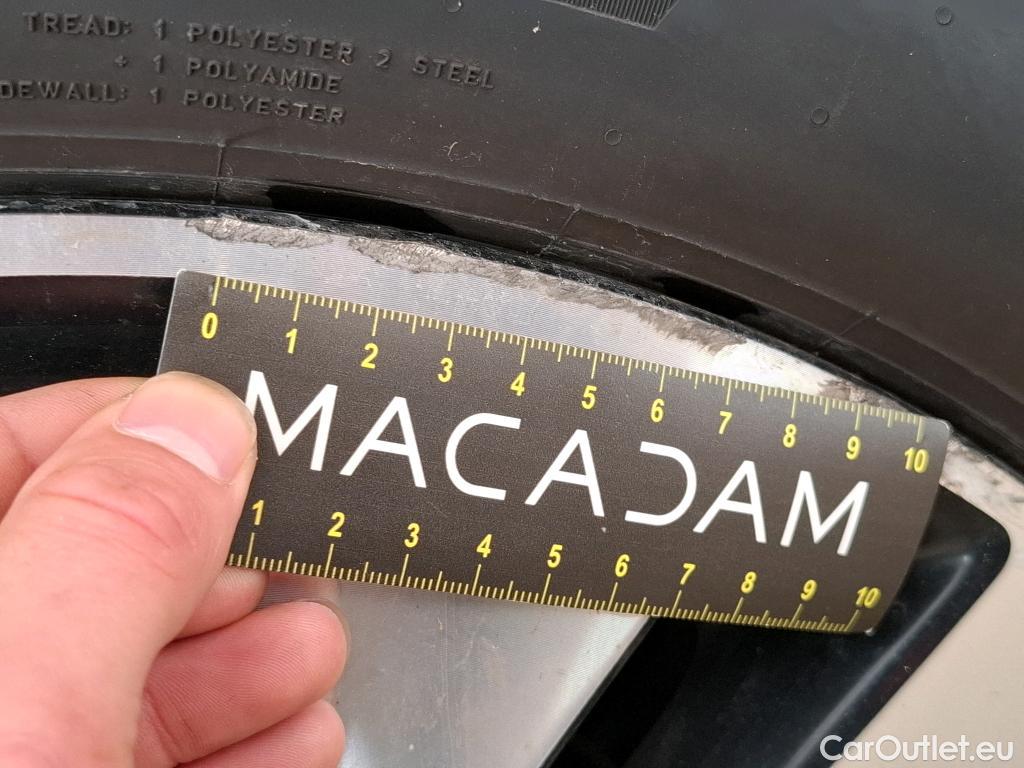 TREAD: 1 POLYESTER 2 STEEL
+ 1 POLYAMIDE
DEWALL: 1 POLYESTER
0 1 2 3 4 5 6 7 8 9 10
MACADAM
1 2 3 4 5 6 7 8 9 10
CarOutlet.eu